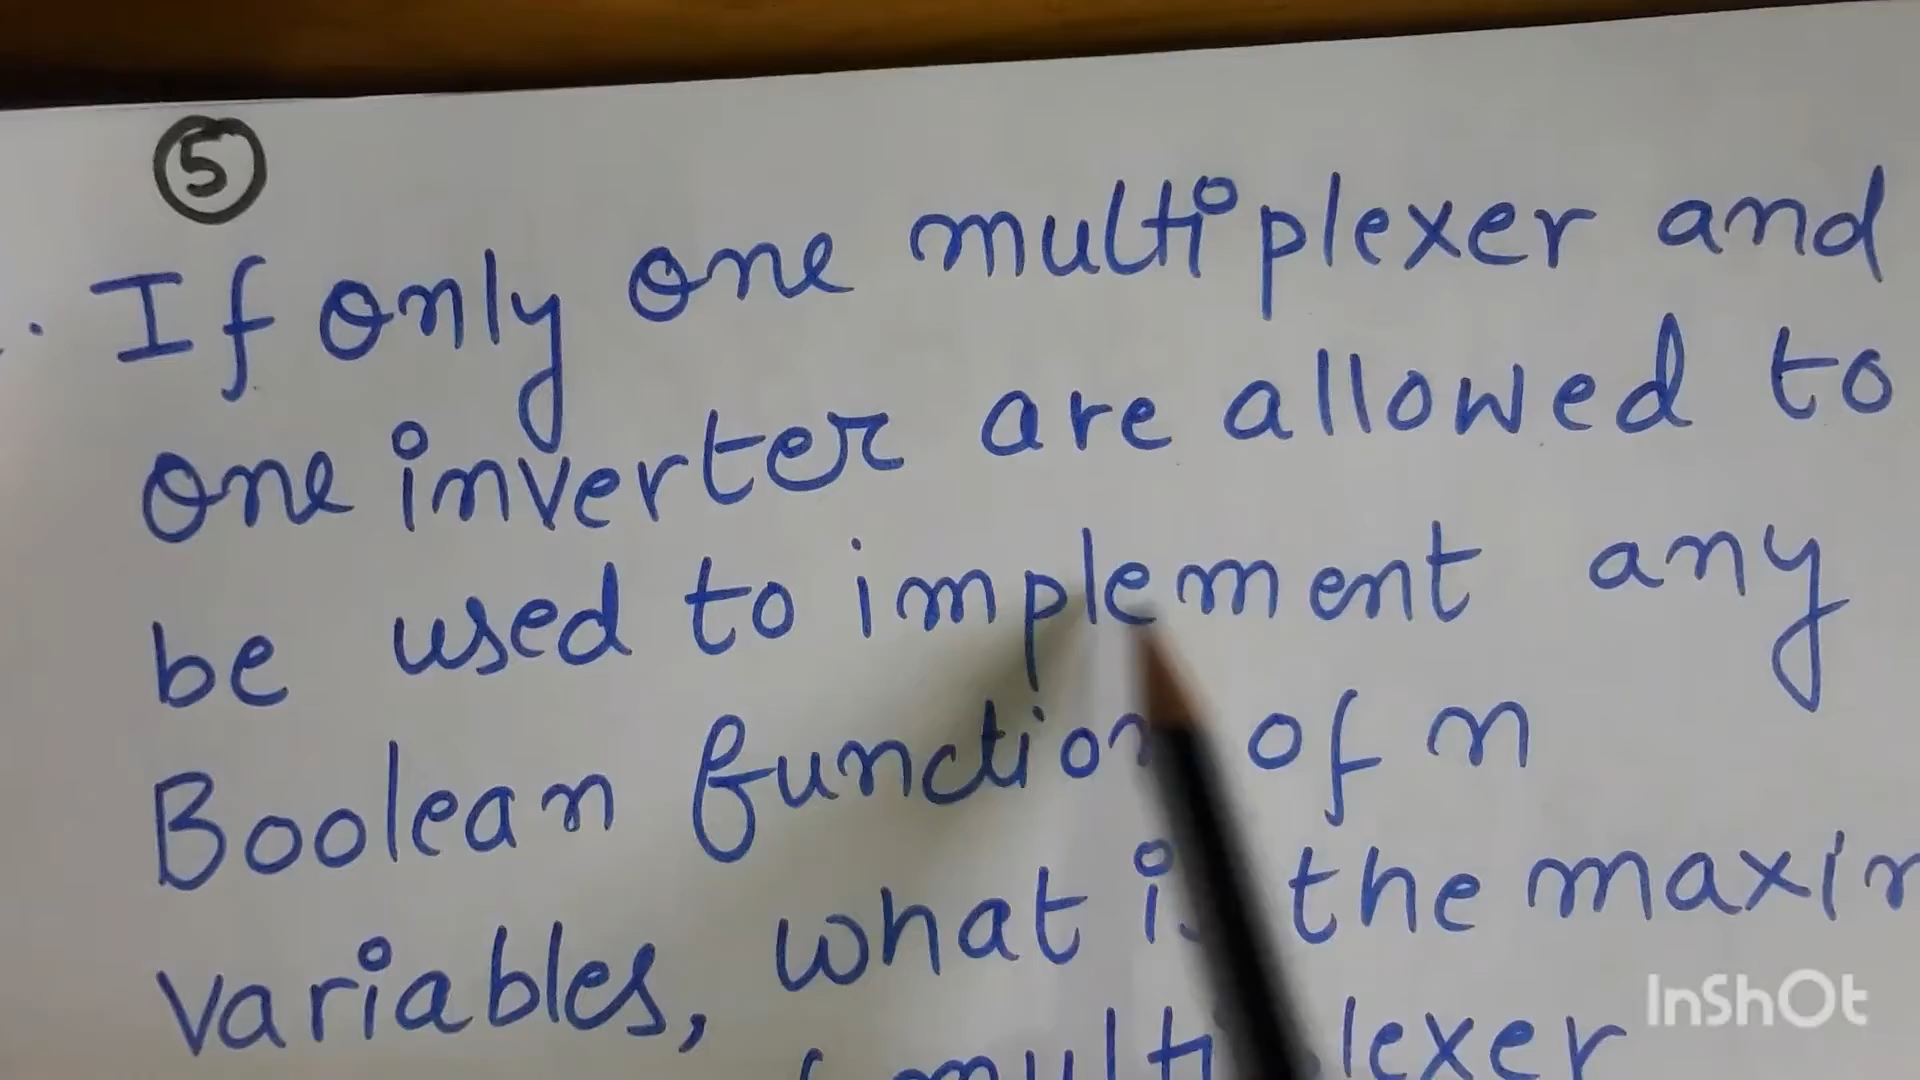 5
If only one multiplexer and
one inverter are allowed to
be used to implement any
Boolean function of n
variables, what is the
InShOt